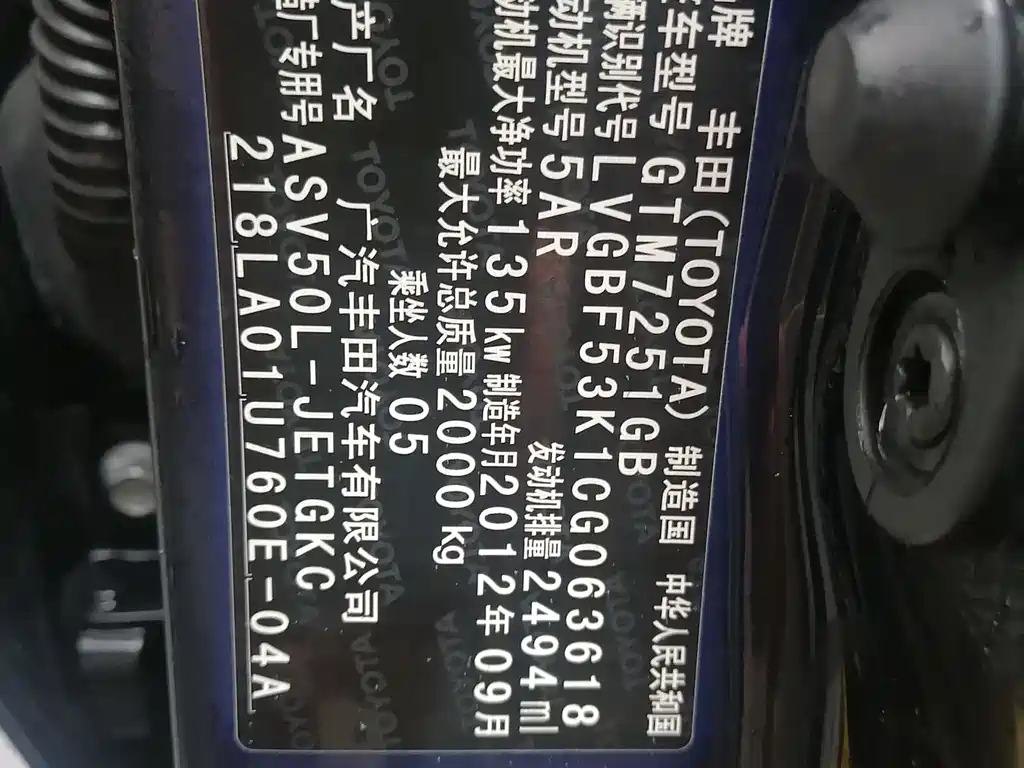 品牌 丰田(TOYOTA) 制造国 中华人民共和国
整车型号 GTM7251GB
车辆识别代号 LVGBF53K1CG063618
发动机型号 5AR 发动机排量 2494ml
发动机最大净功率 135kw 制造年月 2012年09月
最大允许总质量 2000kg
乘坐人数 05
生产厂名 广汽丰田汽车有限公司
厂专用号 ASV50L-JETGKC
218LA01U760E-04A